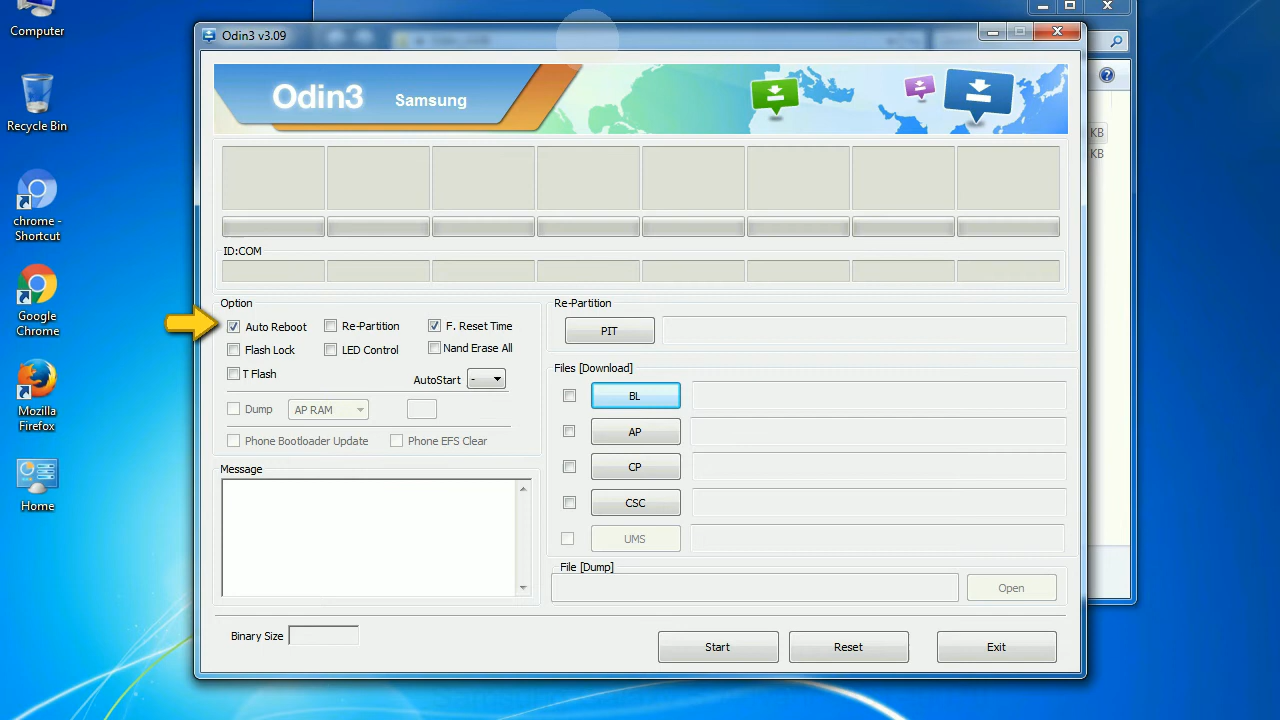 Computer
Recycle Bin
chrome -
Shortcut
Google
Chrome
Mozilla
Firefox
Home
Odin3 v3.09
Odin3 Samsung
KB
KB
ID:COM
Option
Auto Reboot
Re-Partition
F. Reset Time
Flash Lock
LED Control
Nand Erase All
T Flash
AutoStart -
Dump
AP RAM
Phone Bootloader Update
Phone EFS Clear
Message
Re-Partition
PIT
Files [Download]
BL
AP
CP
CSC
UMS
File [Dump]
Open
Binary Size
Start
Reset
Exit